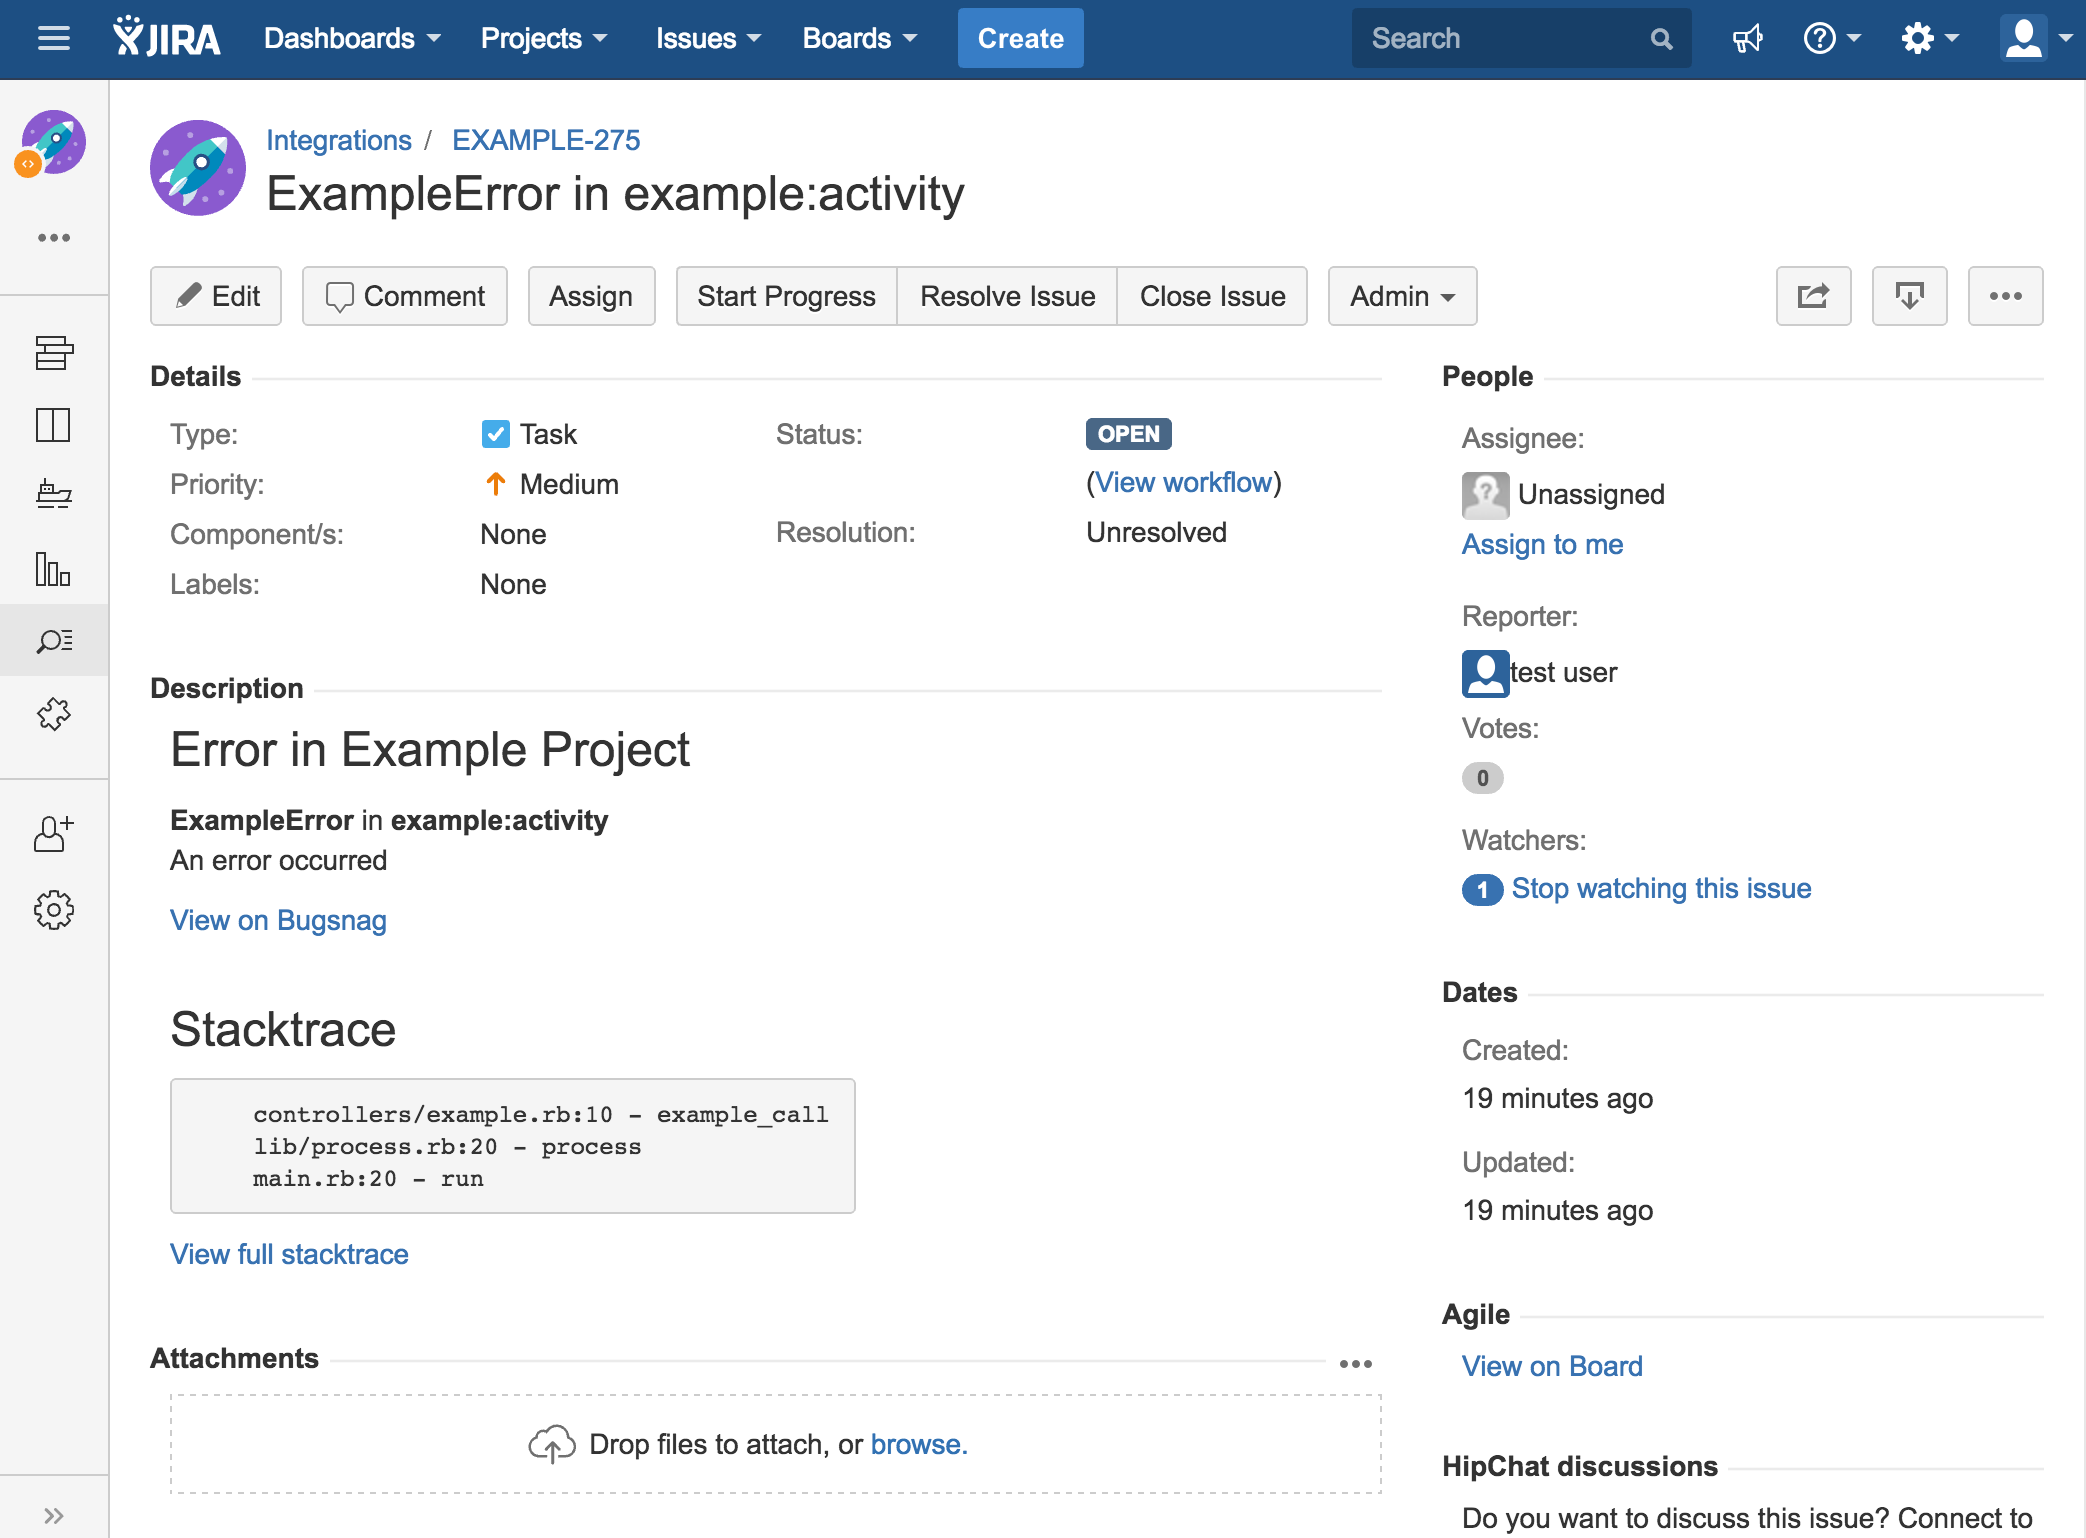 JIRA Dashboards Projects Issues Boards Create Search
Integrations / EXAMPLE-275
ExampleError in example:activity
Edit Comment Assign Start Progress Resolve Issue Close Issue Admin
Details
Type: Task Status: OPEN
Priority: Medium (View workflow)
Component/s: None Resolution: Unresolved
Labels: None
Description
Error in Example Project
ExampleError in example:activity
An error occurred
View on Bugsnag
Stacktrace
controllers/example.rb:10 - example_call
lib/process.rb:20 - process
main.rb:20 - run
View full stacktrace
Attachments
Drop files to attach, or browse.
People
Assignee:
Unassigned
Assign to me
Reporter:
test user
Votes:
0
Watchers:
1 Stop watching this issue
Dates
Created:
19 minutes ago
Updated:
19 minutes ago
Agile
View on Board
HipChat discussions
Do you want to discuss this issue? Connect to